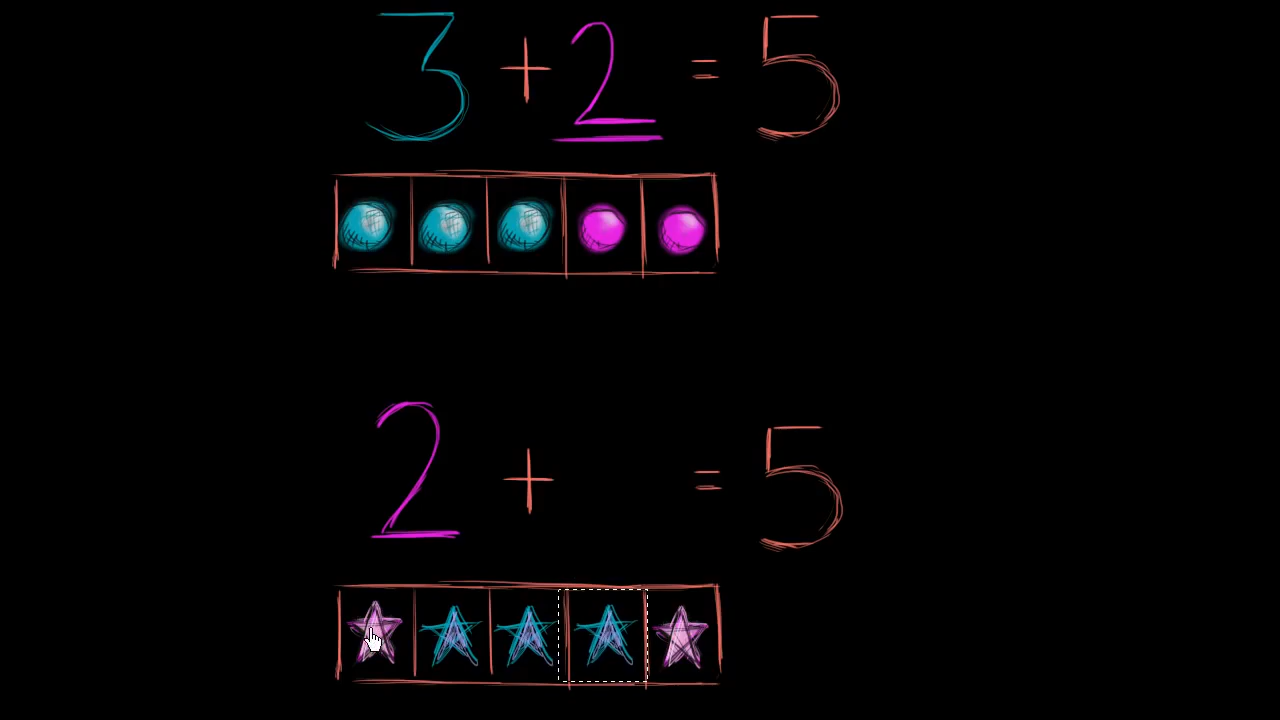 3 + 2 = 5
2 + = 5